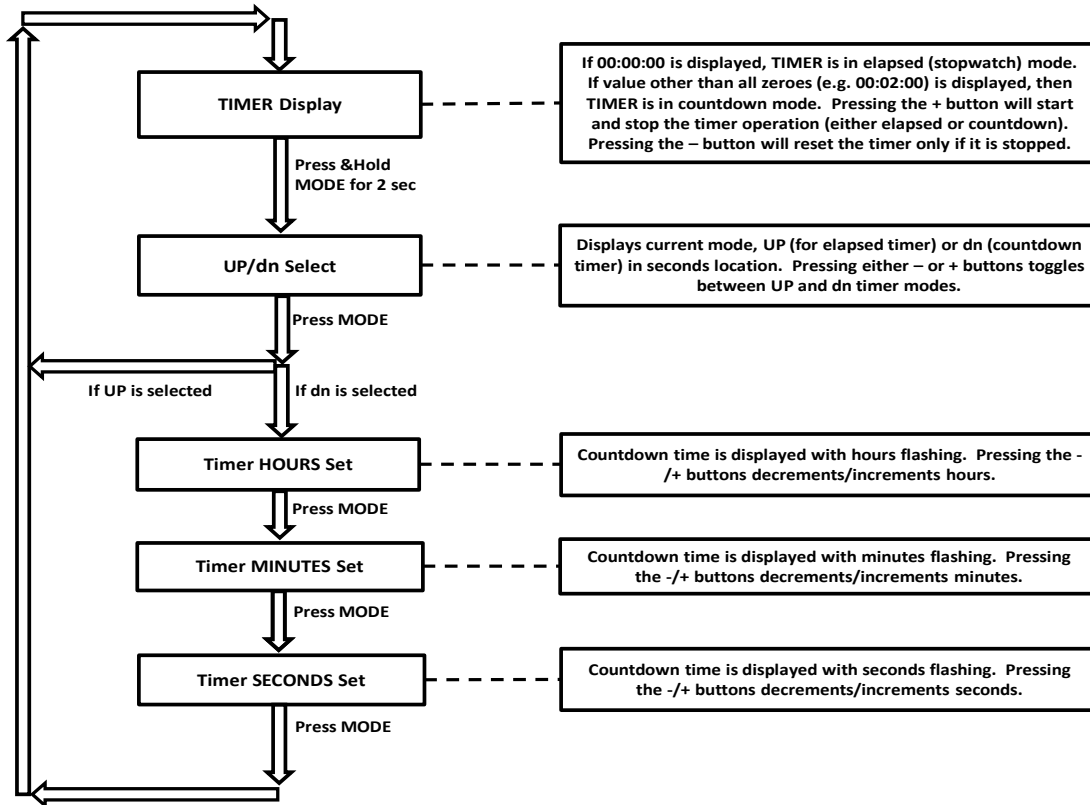 TIMER Display
If 00:00:00 is displayed, TIMER is in elapsed (stopwatch) mode.
If value other than all zeroes (e.g. 00:02:00) is displayed, then
TIMER is in countdown mode.  Pressing the + button will start
and stop the timer operation (either elapsed or countdown).
Pressing the – button will reset the timer only if it is stopped.
Press &Hold
MODE for 2 sec
UP/dn Select
Displays current mode, UP (for elapsed timer) or dn (countdown
timer) in seconds location.  Pressing either – or + buttons toggles
between UP and dn timer modes.
Press MODE
If UP is selected
If dn is selected
Timer HOURS Set
Countdown time is displayed with hours flashing.  Pressing the -
/+ buttons decrements/increments hours.
Press MODE
Timer MINUTES Set
Countdown time is displayed with minutes flashing.  Pressing
the -/+ buttons decrements/increments minutes.
Press MODE
Timer SECONDS Set
Countdown time is displayed with seconds flashing.  Pressing
the -/+ buttons decrements/increments seconds.
Press MODE